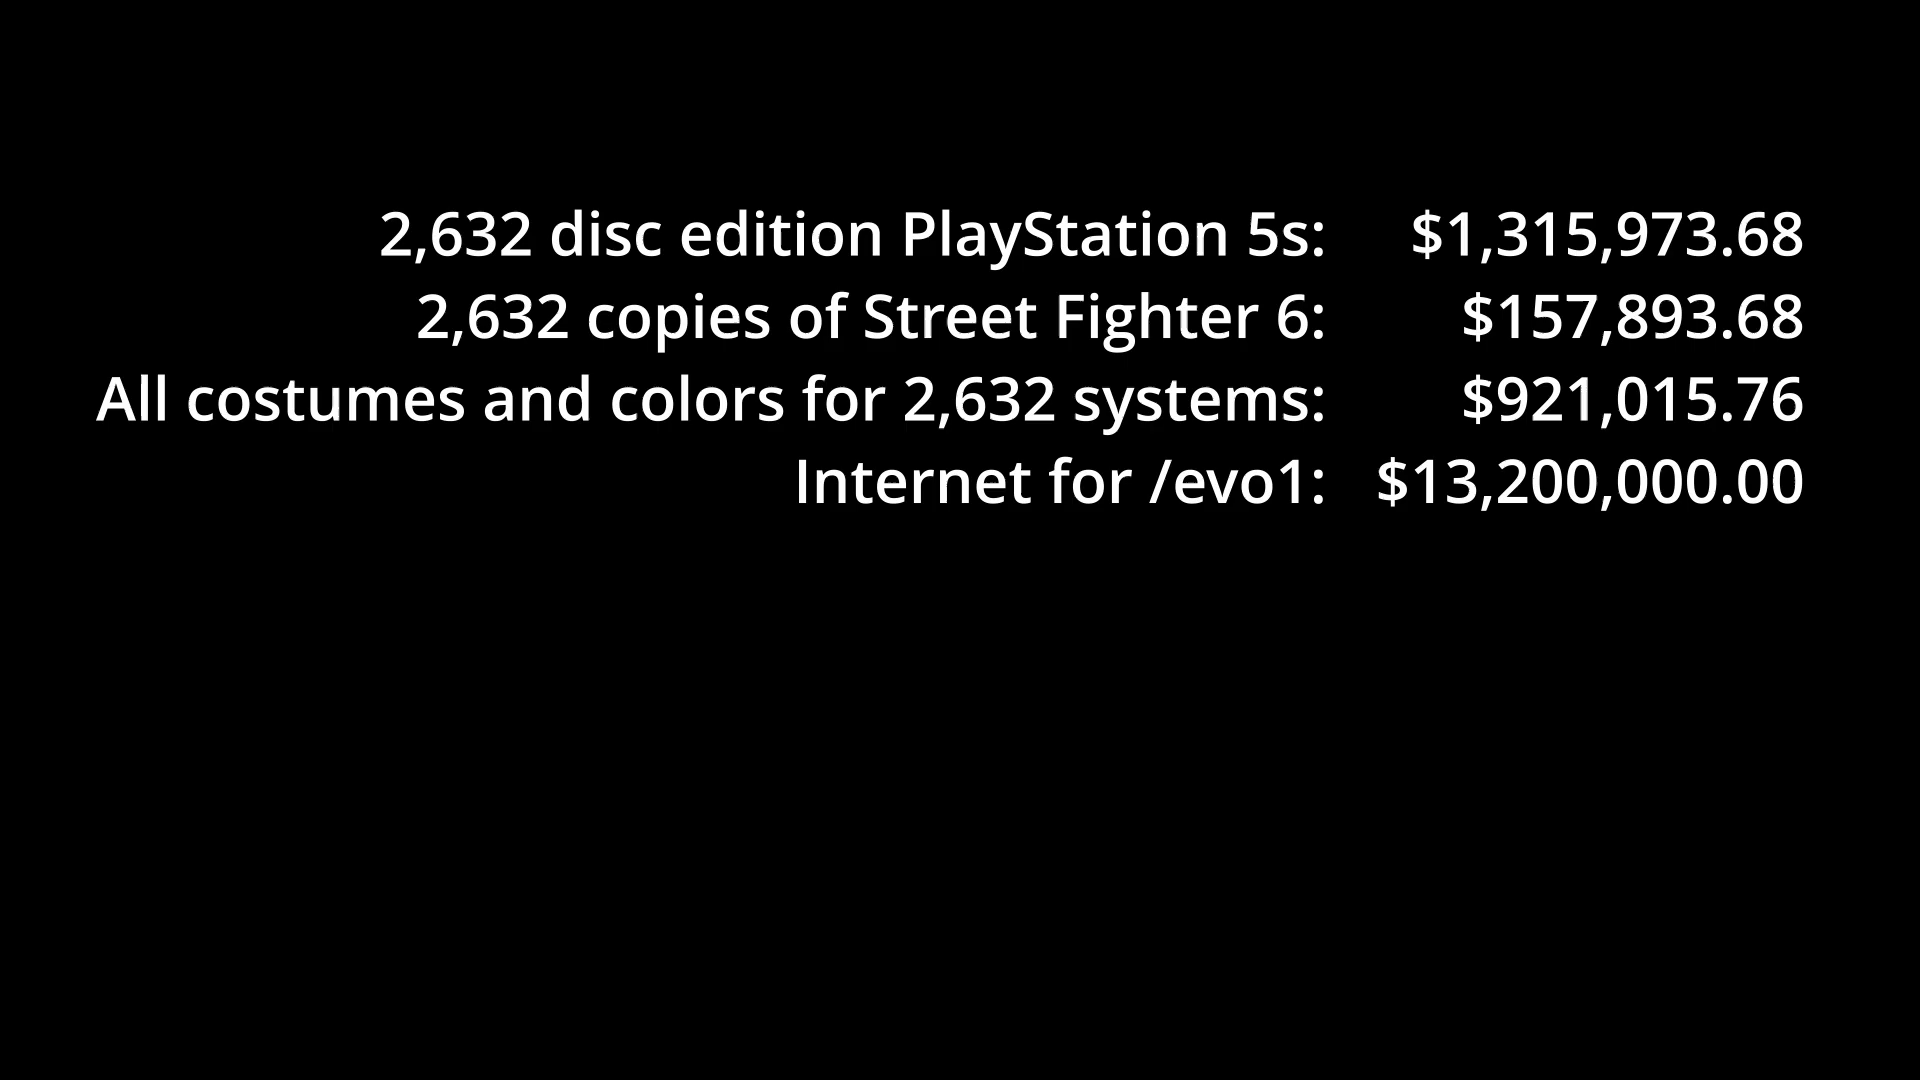 2,632 disc edition PlayStation 5s: $1,315,973.68
2,632 copies of Street Fighter 6: $157,893.68
All costumes and colors for 2,632 systems: $921,015.76
Internet for /evo1: $13,200,000.00